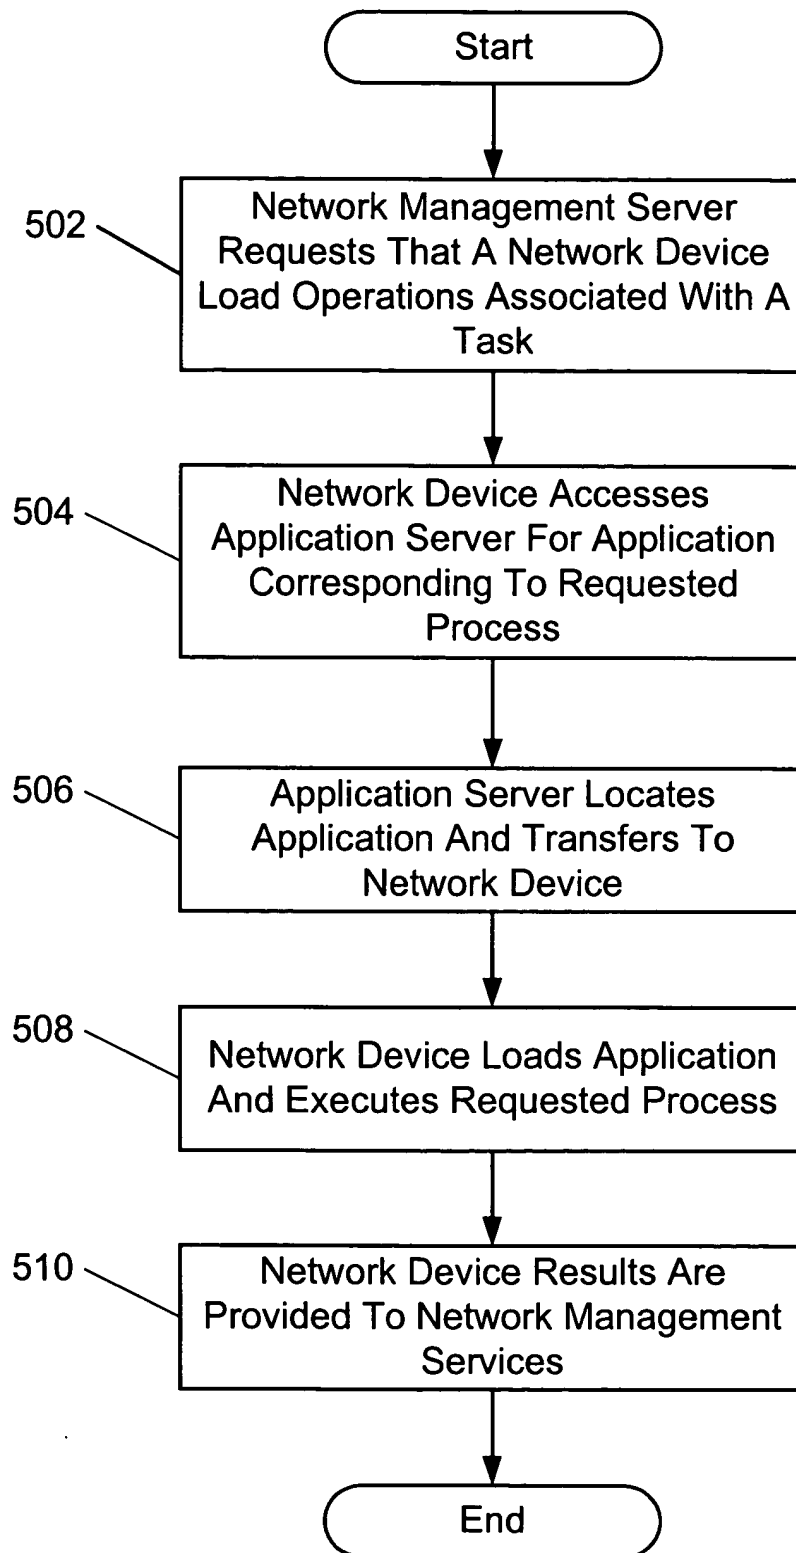 Start
502
Network Management Server
Requests That A Network Device
Load Operations Associated With A
Task
504
Network Device Accesses
Application Server For Application
Corresponding To Requested
Process
506
Application Server Locates
Application And Transfers To
Network Device
508
Network Device Loads Application
And Executes Requested Process
510
Network Device Results Are
Provided To Network Management
Services
End